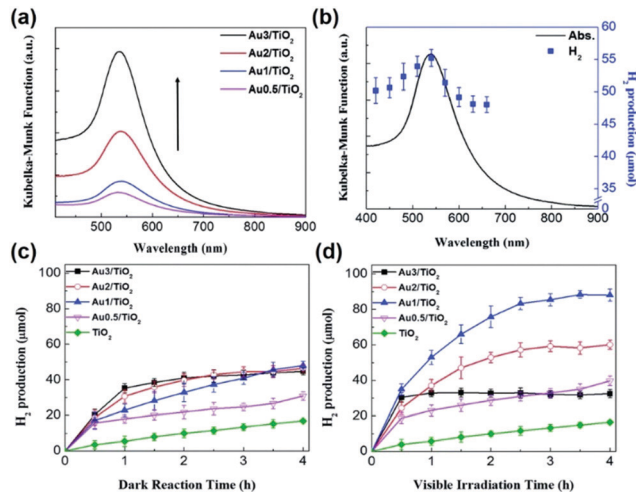 (a)
Kubelka-Munk Function (a.u.)
Au3/TiO2
Au2/TiO2
Au1/TiO2
Au0.5/TiO2
500 600 700 800 900
Wavelength (nm)
(b)
Kubelka-Munk Function (a.u.)
Abs.
H2
60
55
50
45
40
35
0
H2 production (μmol)
400 500 600 700 800 900
Wavelength (nm)
(c)
H2 production (μmol)
100
80
60
40
20
0
Au3/TiO2
Au2/TiO2
Au1/TiO2
Au0.5/TiO2
TiO2
0 1 2 3 4
Dark Reaction Time (h)
(d)
H2 production (μmol)
100
80
60
40
20
0
Au3/TiO2
Au2/TiO2
Au1/TiO2
Au0.5/TiO2
TiO2
0 1 2 3 4
Visible Irradiation Time (h)